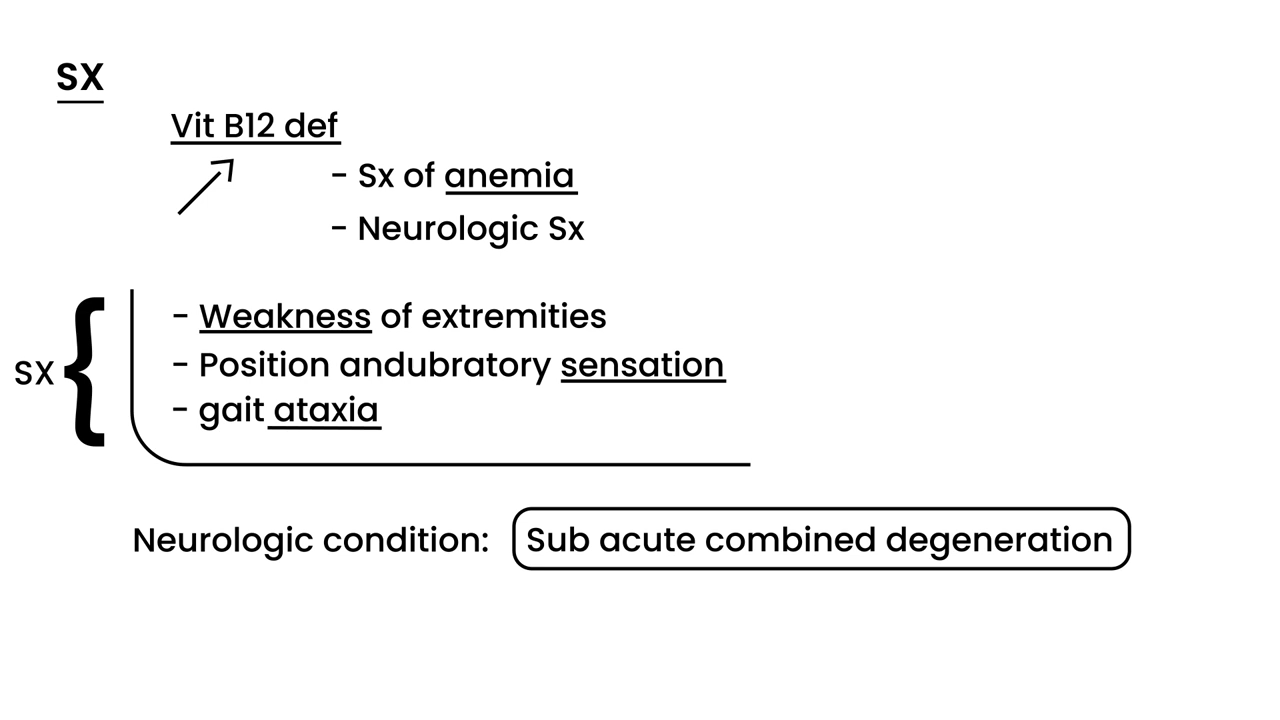 SX
Vit B12 def
- Sx of anemia
- Neurologic Sx
- Weakness of extremities
- Position andubratory sensation
- gait ataxia
SX {
Neurologic condition: Sub acute combined degeneration